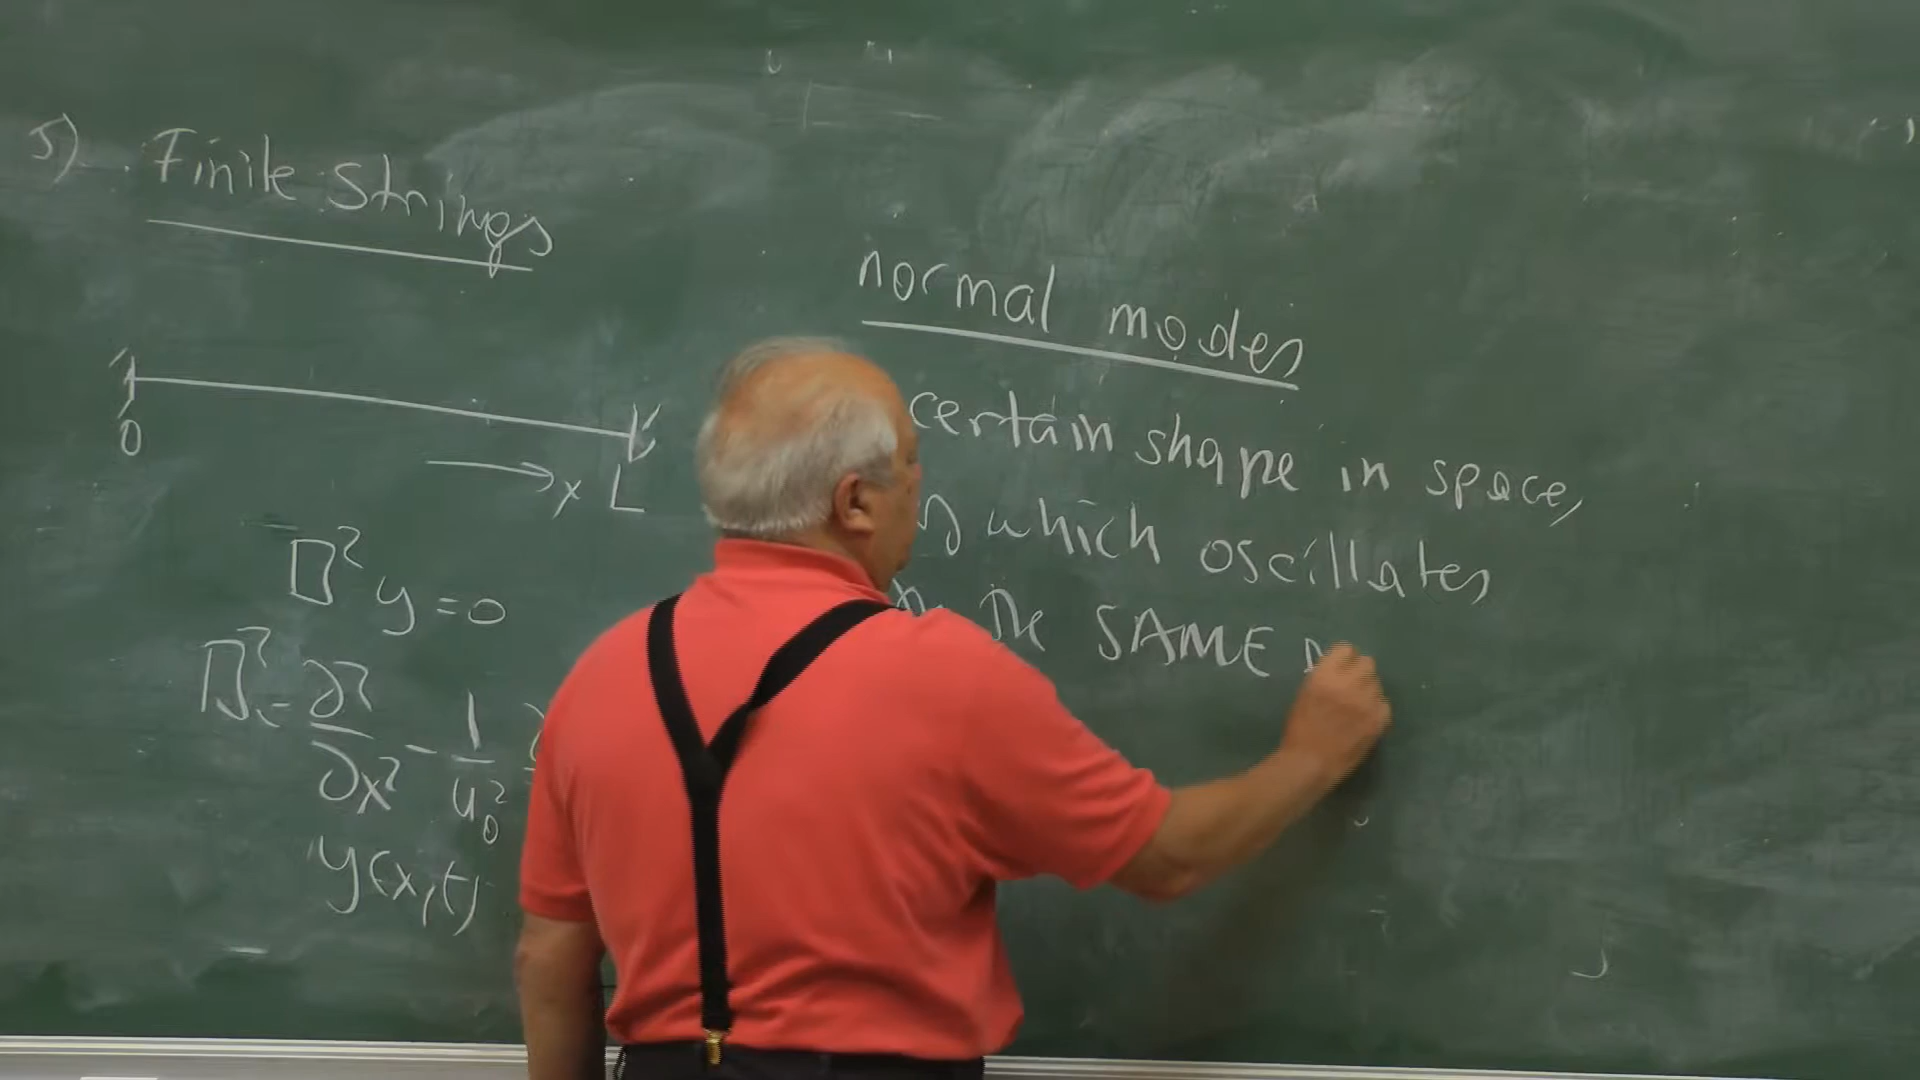 5) Finite Strings
0
x
L
□² y = 0
□² = ∂² / ∂x² - 1 / u₀²
y(x,t)
normal modes
certain shape in space,
which oscillates
the SAME